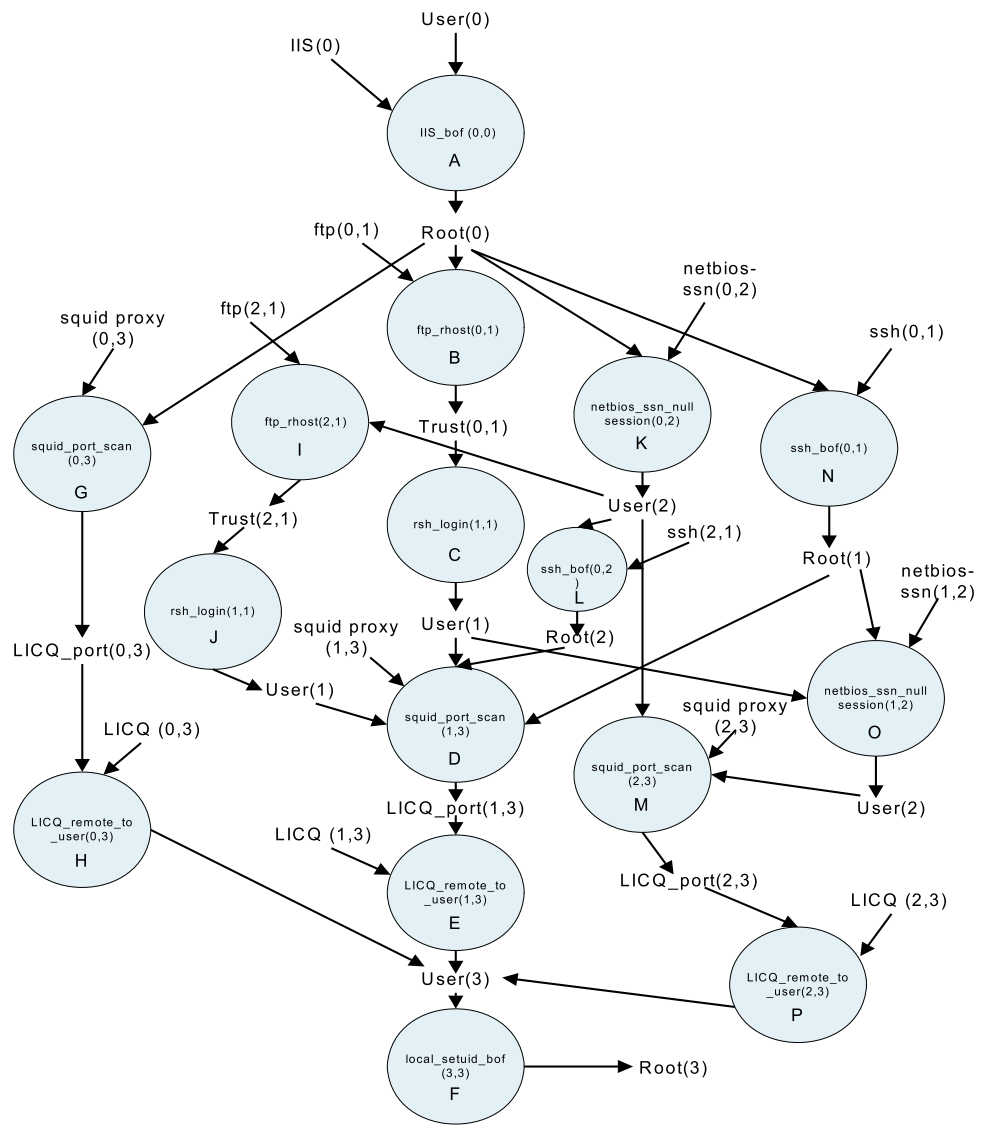 User(0)
IIS(0)
IIS_bof (0,0)
A
ftp(0,1)
Root(0)
netbios-
ssn(0,2)
ftp(2,1)
squid proxy
(0,3)
ftp_rhost(0,1)
B
ssh(0,1)
netbios_ssn_null
session(0,2)
K
ftp_rhost(2,1)
I
Trust(0,1)
squid_port_scan
(0,3)
G
ssh_bof(0,1)
N
User(2)
Trust(2,1)
rsh_login(1,1)
C
ssh(2,1)
ssh_bof(0,2
)
L
Root(1)
netbios-
ssn(1,2)
rsh_login(1,1)
J
User(1)
squid proxy
(1,3)
Root(2)
LICQ_port(0,3)
User(1)
netbios_ssn_null
session(1,2)
O
squid_port_scan
(1,3)
D
squid proxy
(2,3)
LICQ (0,3)
squid_port_scan
(2,3)
M
LICQ_port(1,3)
User(2)
LICQ_remote_to
_user(0,3)
H
LICQ (1,3)
LICQ_remote_to
_user(1,3)
E
LICQ_port(2,3)
LICQ (2,3)
User(3)
LICQ_remote_to
_user(2,3)
P
local_setuid_bof
(3,3)
F
Root(3)